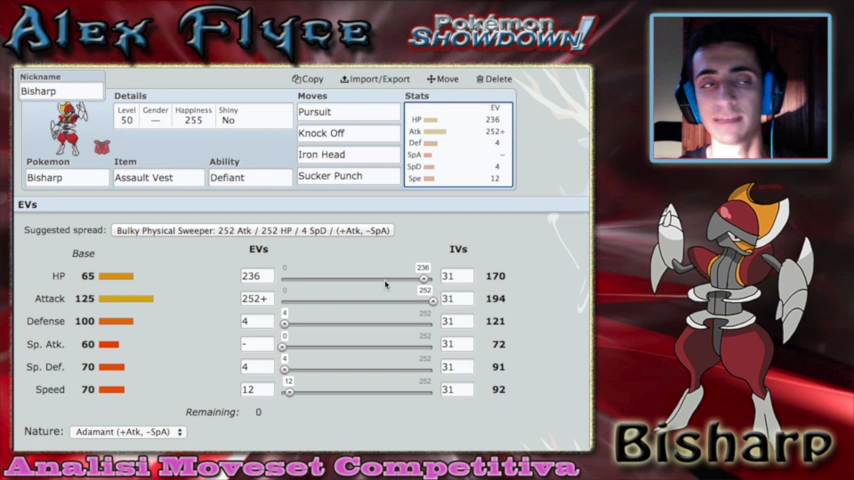 Alex Flyce
Pokémon
SHOWDOWN!
Nickname
Bisharp
Copy Import/Export Move Delete
Details
Level Gender Happiness Shiny
50 — 255 No
Moves
Pursuit
Knock Off
Iron Head
Sucker Punch
Stats
EV
HP 236
Atk 252+
Def 4
SpA –
SpD 4
Spe 12
Pokemon Item Ability
Bisharp Assault Vest Defiant
EVs
Suggested spread: Bulky Physical Sweeper: 252 Atk / 252 HP / 4 SpD / (+Atk, -SpA)
Base EVs IVs
HP 65 236 0 236 31 170
Attack 125 252+ 0 252 31 194
Defense 100 4 4 252 31 121
Sp. Atk. 60 - 0 252 31 72
Sp. Def. 70 4 4 252 31 91
Speed 70 12 12 252 31 92
Remaining: 0
Nature: Adamant (+Atk, -SpA)
Bisharp
Analisi Moveset Competitiva